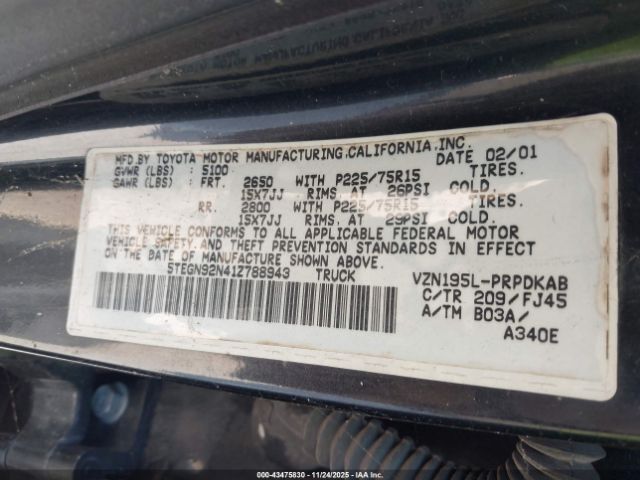 MFD.BY TOYOTA MOTOR MANUFACTURING,CALIFORNIA,INC.
GVWR (LBS) : 5100 DATE 02/01
GAWR (LBS) : FRT. 2650 WITH P225/75R15 TIRES.
15X7JJ RIMS, AT 26PSI COLD.
RR. 2800 WITH P225/75R15 TIRES.
15X7JJ RIMS, AT 29PSI COLD.
THIS VEHICLE CONFORMS TO ALL APPLICABLE FEDERAL MOTOR
VEHICLE SAFETY AND THEFT PREVENTION STANDARDS IN EFFECT
ON THE DATE OF MANUFACTURE SHOWN ABOVE.
5TEGN92N41Z788943 TRUCK
VZN195L-PRPDKAB
C/TR 209/FJ45
A/TM B03A/
A340E
000-43475830 - 11/24/2025 - IAAI.COM